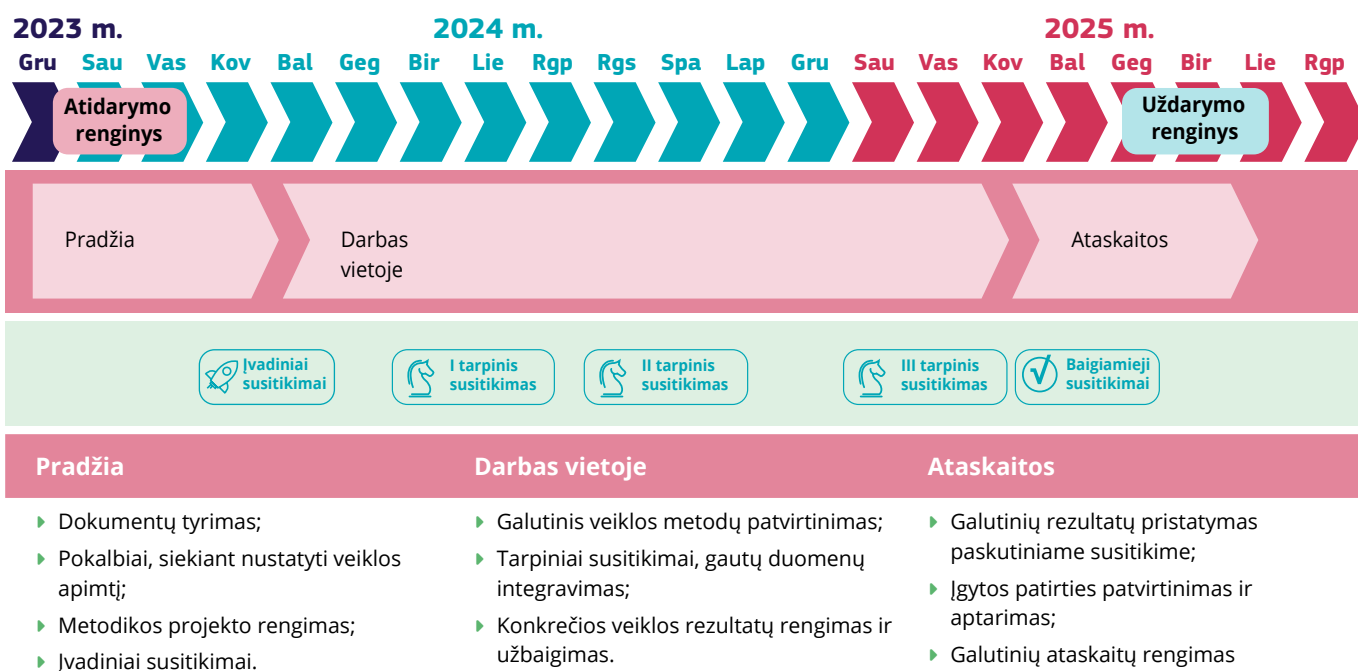 2023 m. 2024 m. 2025 m.
Gru Sau Vas Kov Bal Geg Bir Lie Rgp Rgs Spa Lap Gru Sau Vas Kov Bal Geg Bir Lie Rgp
Atidarymo
renginys
Uždarymo
renginys
Pradžia
Darbas
vietoje
Ataskaitos
Įvadiniai
susitikimai
I tarpinis
susitikimas
II tarpinis
susitikimas
III tarpinis
susitikimas
Baigiamieji
susitikimai
Pradžia
Dokumentų tyrimas;
Pokalbiai, siekiant nustatyti veiklos
apimtį;
Metodikos projekto rengimas;
Įvadiniai susitikimai.
Darbas vietoje
Galutinis veiklos metodų patvirtinimas;
Tarpiniai susitikimai, gautų duomenų
integravimas;
Konkrečios veiklos rezultatų rengimas ir
užbaigimas.
Ataskaitos
Galutinių rezultatų pristatymas
paskutiniame susitikime;
Įgytos patirties patvirtinimas ir
aptarimas;
Galutinių ataskaitų rengimas